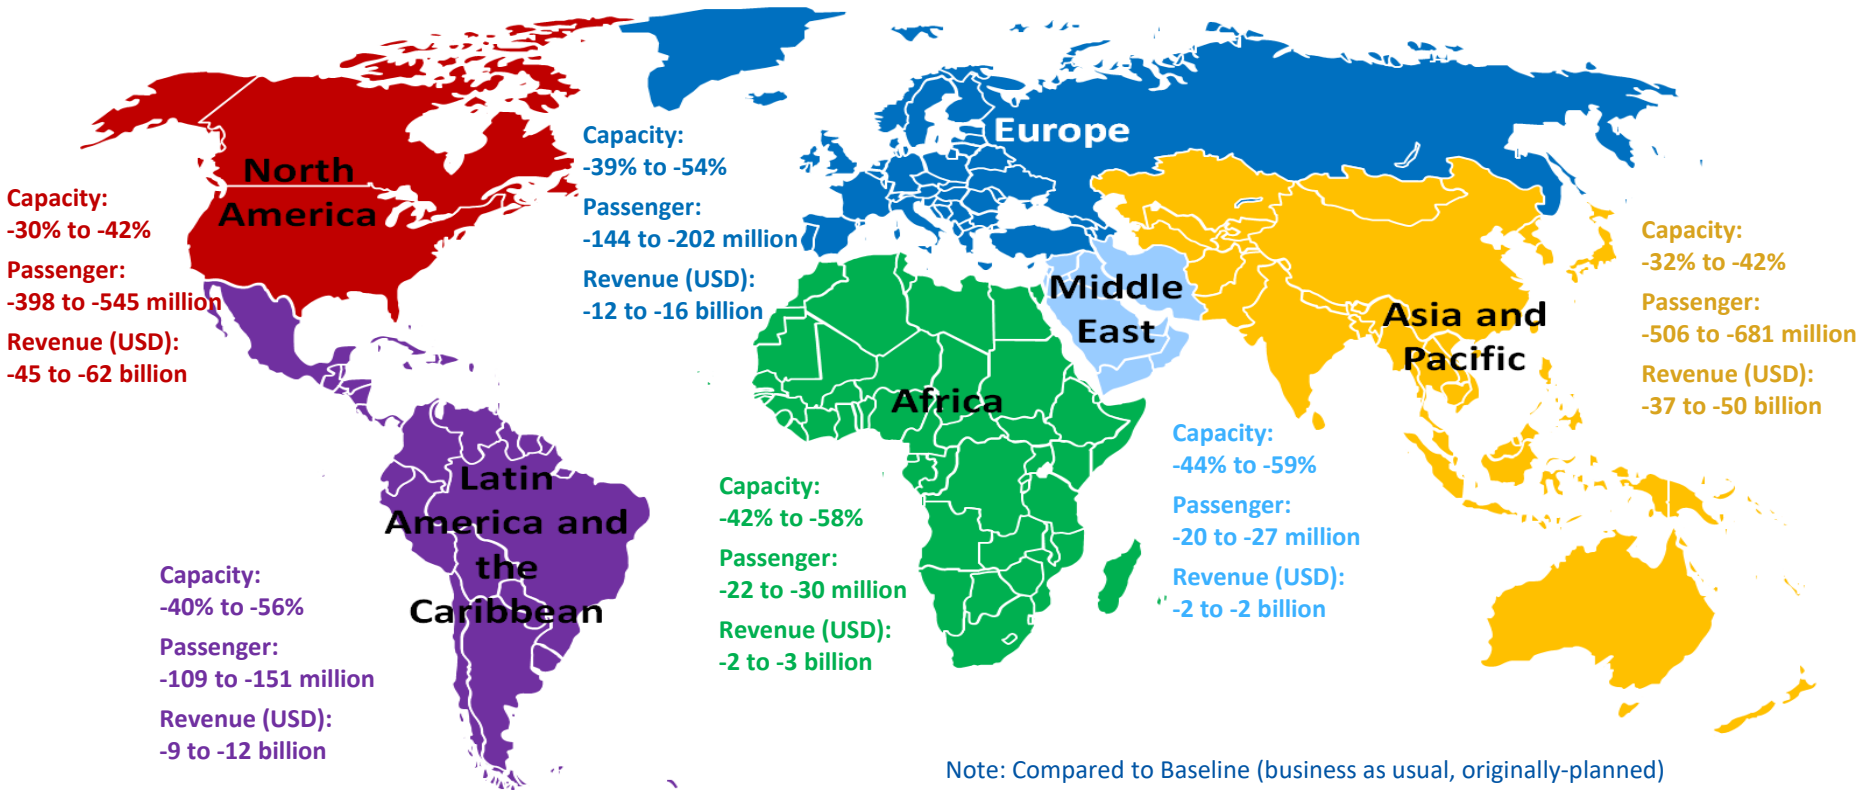 North
America
Capacity:
-30% to -42%
Passenger:
-398 to -545 million
Revenue (USD):
-45 to -62 billion
Capacity:
-39% to -54%
Passenger:
-144 to -202 million
Revenue (USD):
-12 to -16 billion
Europe
Middle
East
Asia and
Pacific
Capacity:
-32% to -42%
Passenger:
-506 to -681 million
Revenue (USD):
-37 to -50 billion
Africa
Capacity:
-44% to -59%
Passenger:
-20 to -27 million
Revenue (USD):
-2 to -2 billion
Latin
America and
the
Caribbean
Capacity:
-42% to -58%
Passenger:
-22 to -30 million
Revenue (USD):
-2 to -3 billion
Capacity:
-40% to -56%
Passenger:
-109 to -151 million
Revenue (USD):
-9 to -12 billion
Note: Compared to Baseline (business as usual, originally-planned)